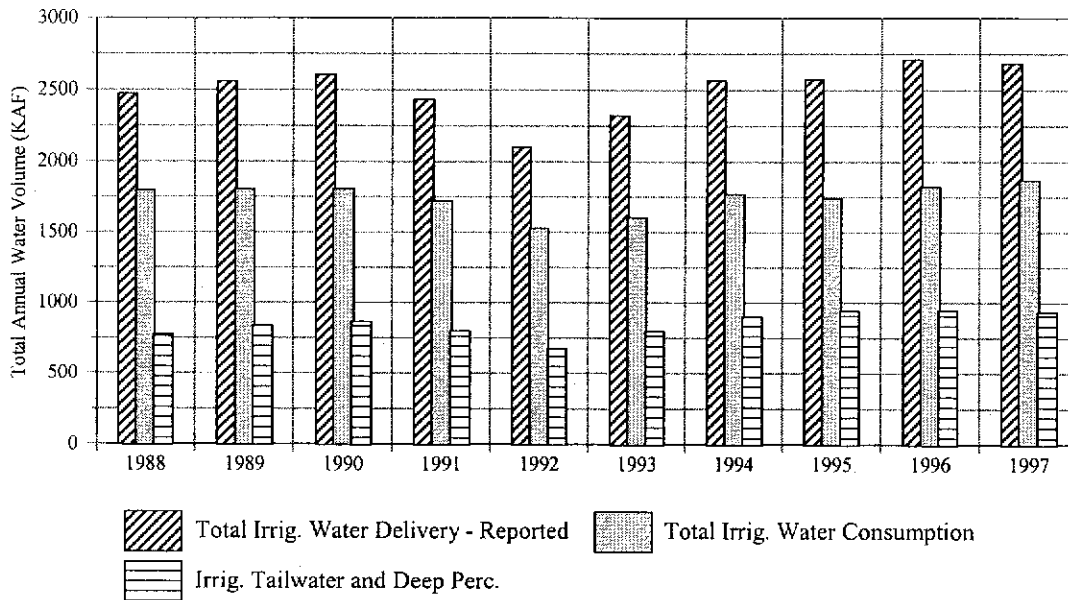 Total Annual Water Volume (KAF)
3000
2500
2000
1500
1000
500
0
1988 1989 1990 1991 1992 1993 1994 1995 1996 1997
Total Irrig. Water Delivery - Reported
Total Irrig. Water Consumption
Irrig. Tailwater and Deep Perc.